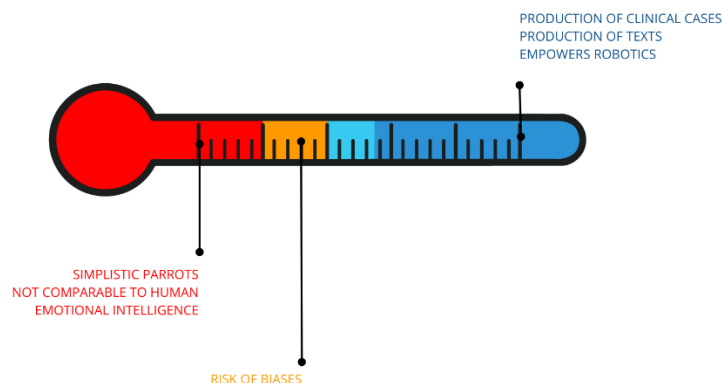 PRODUCTION OF CLINICAL CASES
PRODUCTION OF TEXTS
EMPOWERS ROBOTICS
SIMPLISTIC PARROTS
NOT COMPARABLE TO HUMAN
EMOTIONAL INTELLIGENCE
RISK OF BIASES